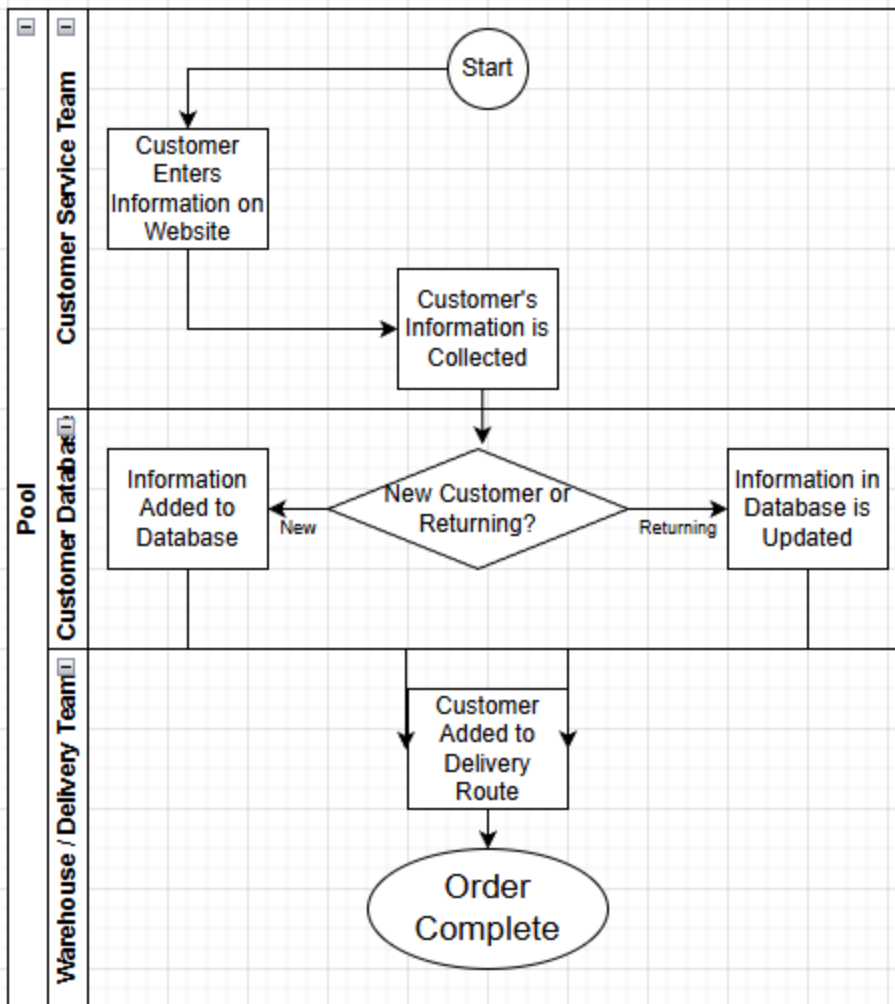 Pool
Customer Service Team
Start
Customer
Enters
Information on
Website
Customer's
Information is
Collected
Customer Databa
Information
Added to
Database
New
New Customer or
Returning?
Returning
Information in
Database is
Updated
Warehouse / Delivery Team
Customer
Added to
Delivery
Route
Order
Complete